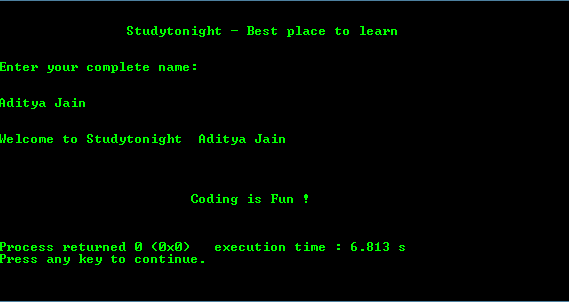 Studytonight - Best place to learn
Enter your complete name:
Aditya Jain
Welcome to Studytonight  Aditya Jain
Coding is Fun !
Process returned 0 (0x0)   execution time : 6.813 s
Press any key to continue.